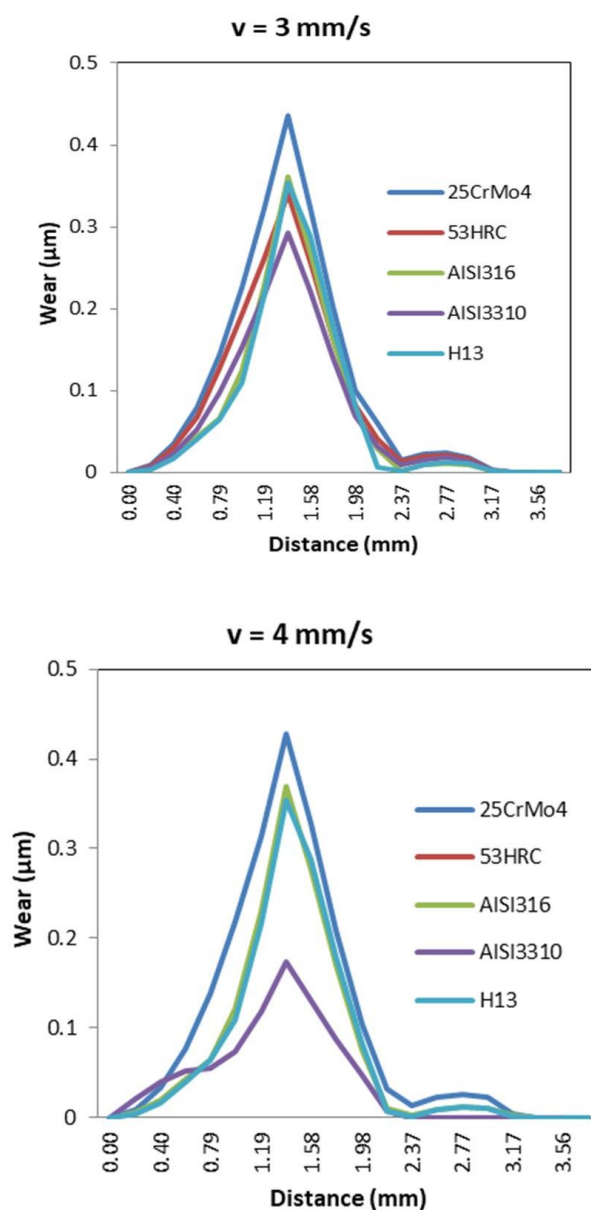 v = 3 mm/s
0.5
0.4
0.3
0.2
0.1
0
Wear (µm)
25CrMo4
53HRC
AISI316
AISI3310
H13
0.00
0.40
0.79
1.19
1.58
1.98
2.37
2.77
3.17
3.56
Distance (mm)
v = 4 mm/s
0.5
0.4
0.3
0.2
0.1
0
Wear (µm)
25CrMo4
53HRC
AISI316
AISI3310
H13
0.00
0.40
0.79
1.19
1.58
1.98
2.37
2.77
3.17
3.56
Distance (mm)